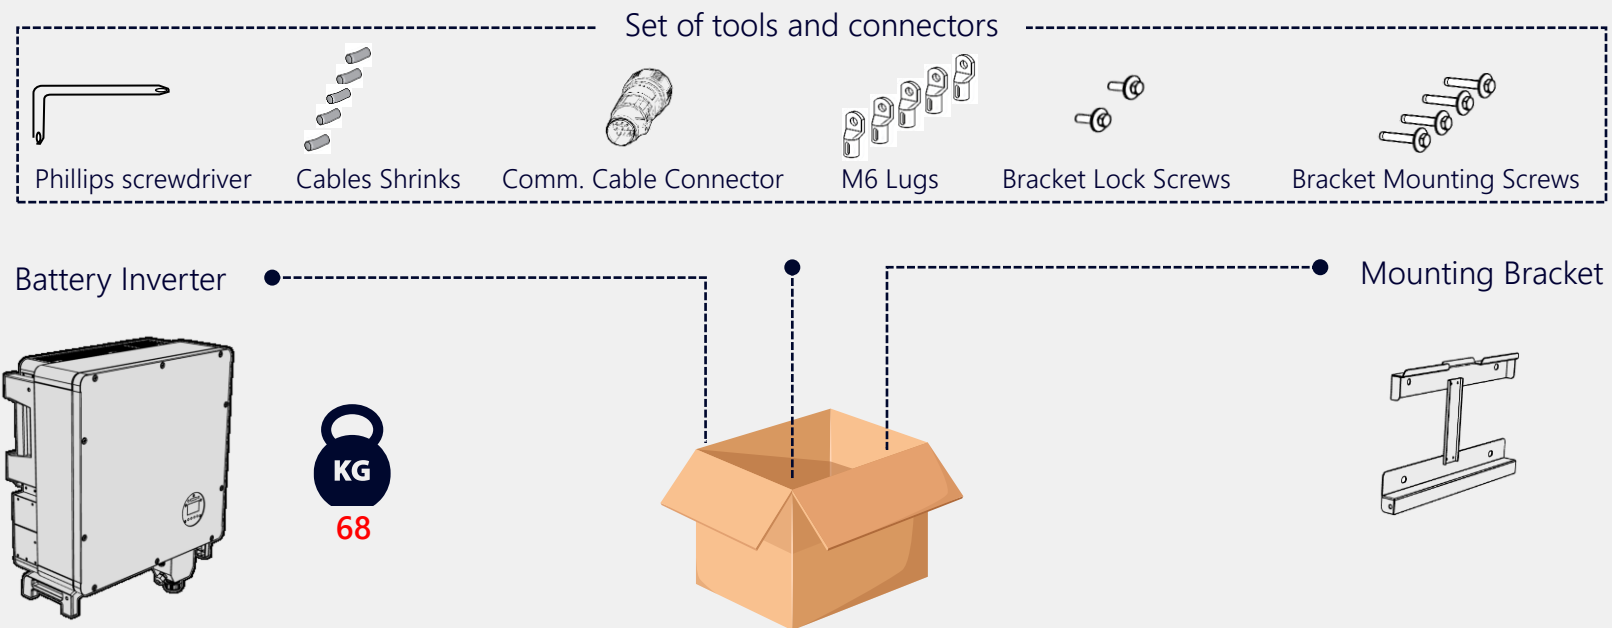 Set of tools and connectors
Phillips screwdriver
Cables Shrinks
Comm. Cable Connector
M6 Lugs
Bracket Lock Screws
Bracket Mounting Screws
Battery Inverter
Mounting Bracket
KG
68